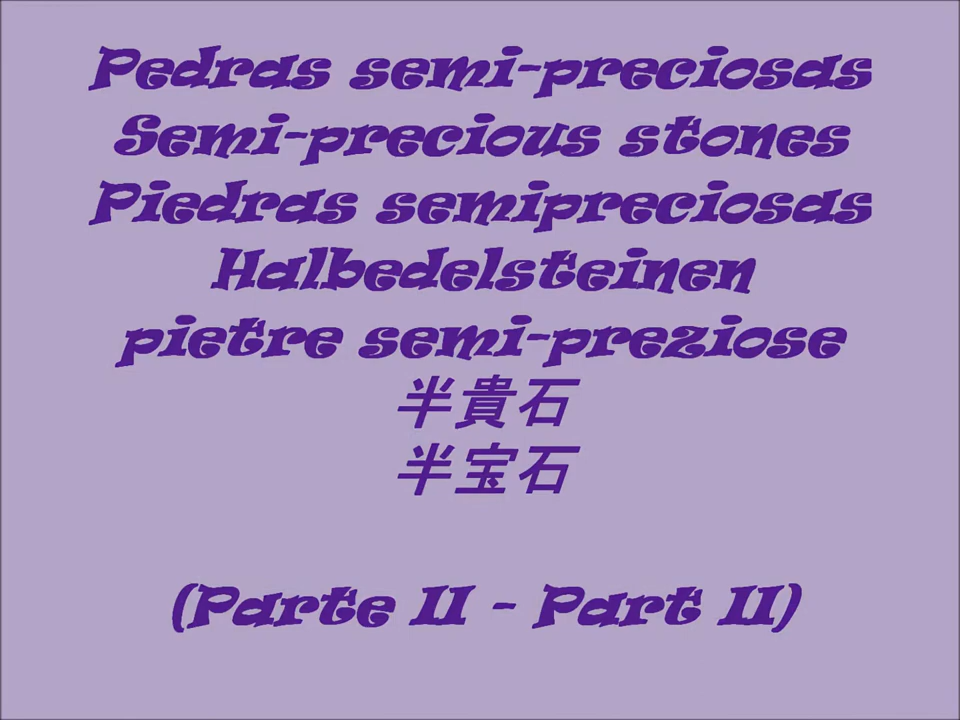 Pedras semi-preciosas
Semi-precious stones
Piedras semipreciosas
Halbedelsteinen
pietre semi-preziose
半貴石
半宝石
(Parte II - Part II)